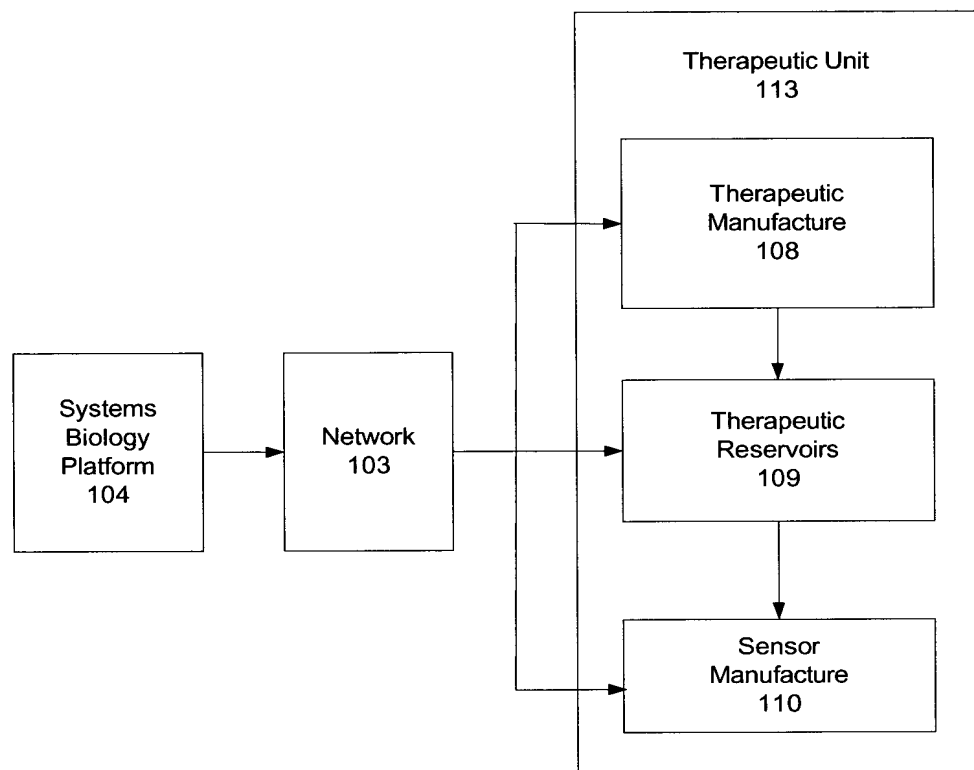 Therapeutic Unit
113
Therapeutic
Manufacture
108
Systems
Biology
Platform
104
Network
103
Therapeutic
Reservoirs
109
Sensor
Manufacture
110